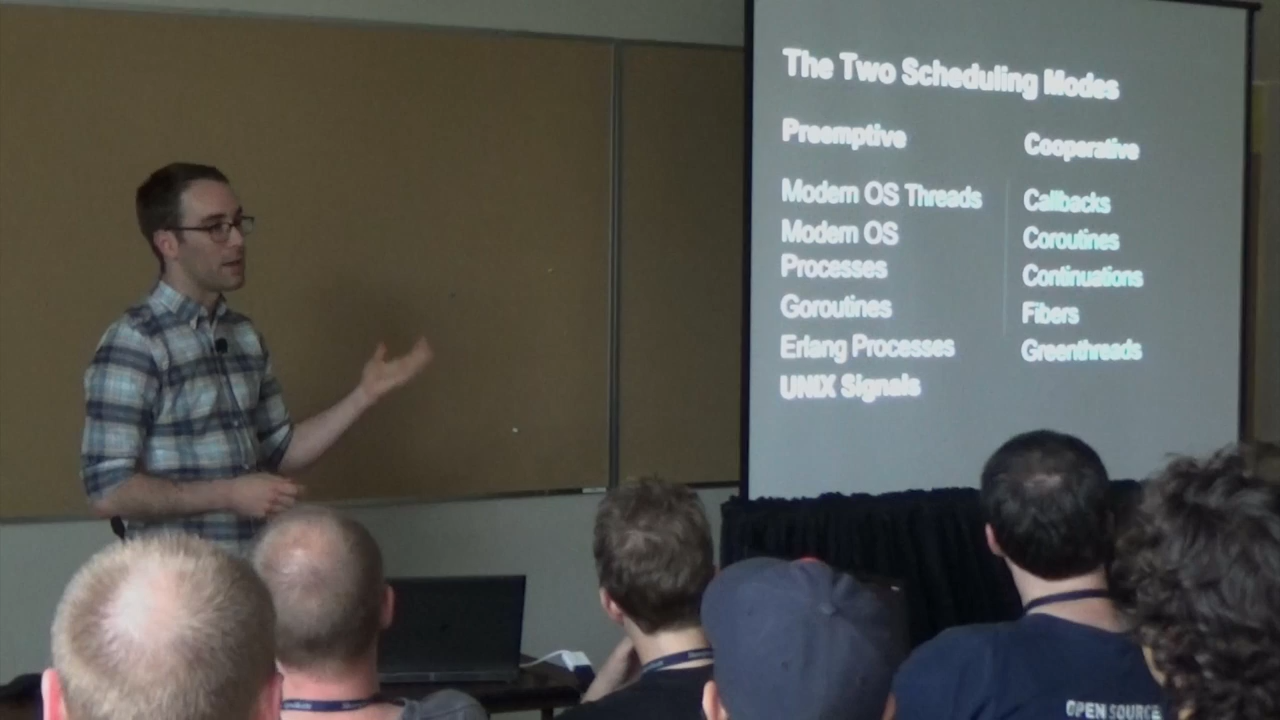 The Two Scheduling Modes
Preemptive
Modern OS Threads
Modern OS
Processes
Goroutines
Erlang Processes
UNIX Signals
Cooperative
Callbacks
Coroutines
Continuations
Fibers
Greenthreads
OPEN SOURCE